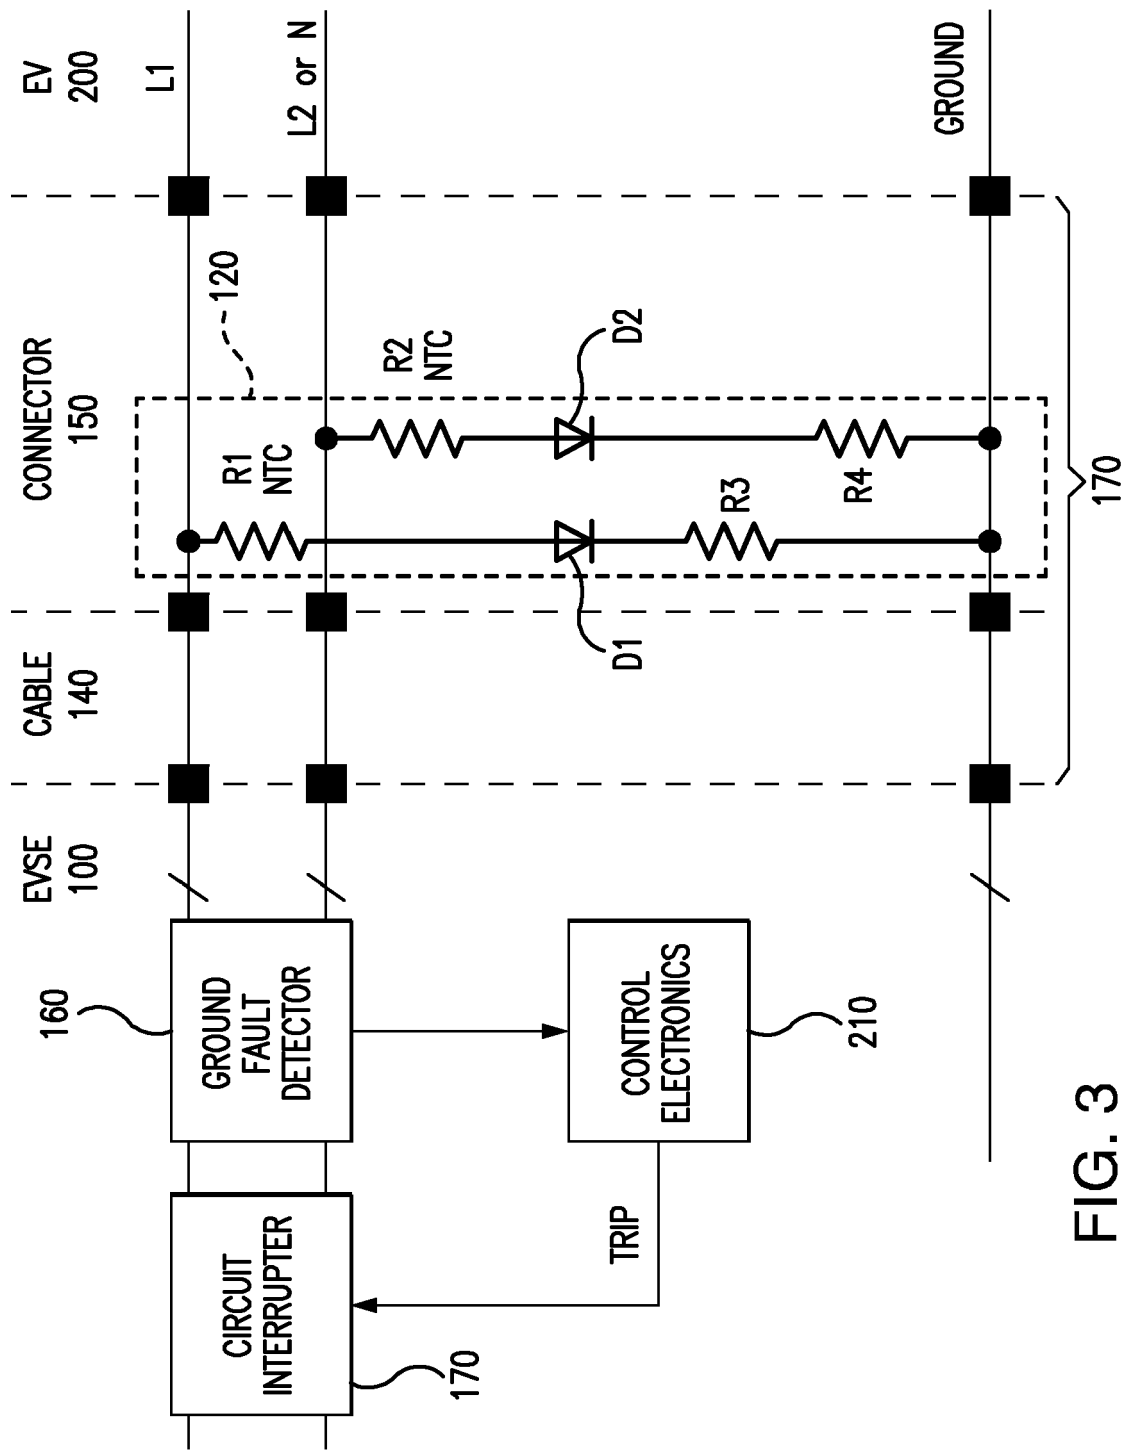 EVSE
100
CABLE
140
CONNECTOR
150
EV
200
160
120
L1
L2 or N
CIRCUIT
INTERRUPTER
170
GROUND
FAULT
DETECTOR
R1
NTC
R2
NTC
D1
D2
TRIP
CONTROL
ELECTRONICS
210
R3
R4
GROUND
170
FIG. 3